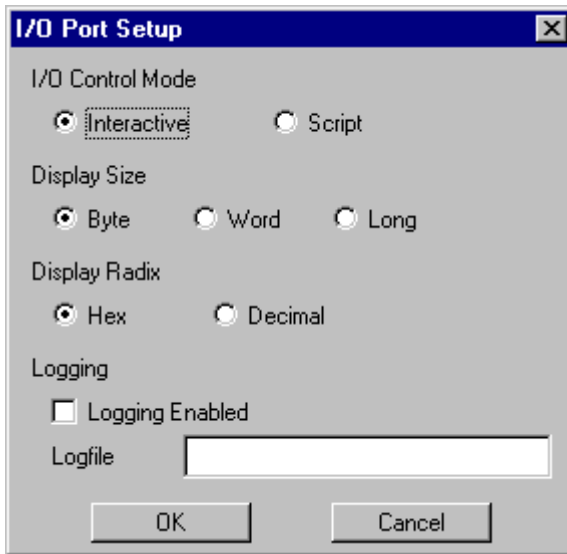 I/O Port Setup
I/O Control Mode
Interactive Script
Display Size
Byte Word Long
Display Radix
Hex Decimal
Logging
Logging Enabled
Logfile
OK Cancel